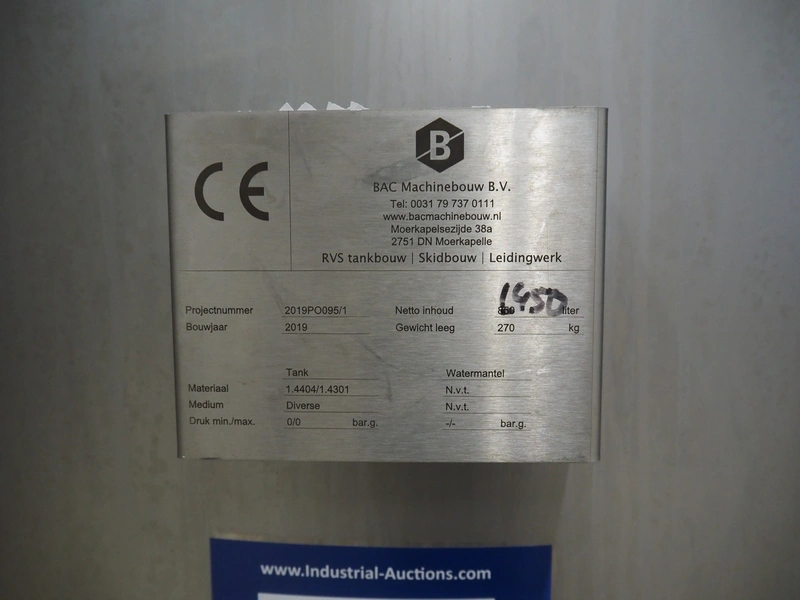 CE
B
BAC Machinebouw B.V.
Tel: 0031 79 737 0111
www.bacmachinebouw.nl
Moerkapelsezijde 38a
2751 DN Moerkapelle
RVS tankbouw | Skidbouw | Leidingwerk
Projectnummer 2019PO095/1 Netto inhoud 1450 liter
Bouwjaar 2019 Gewicht leeg 270 kg
Tank Watermantel
Materiaal 1.4404/1.4301 N.v.t.
Medium Diverse N.v.t.
Druk min./max. 0/0 bar.g. -/- bar.g.
www.Industrial-Auctions.com